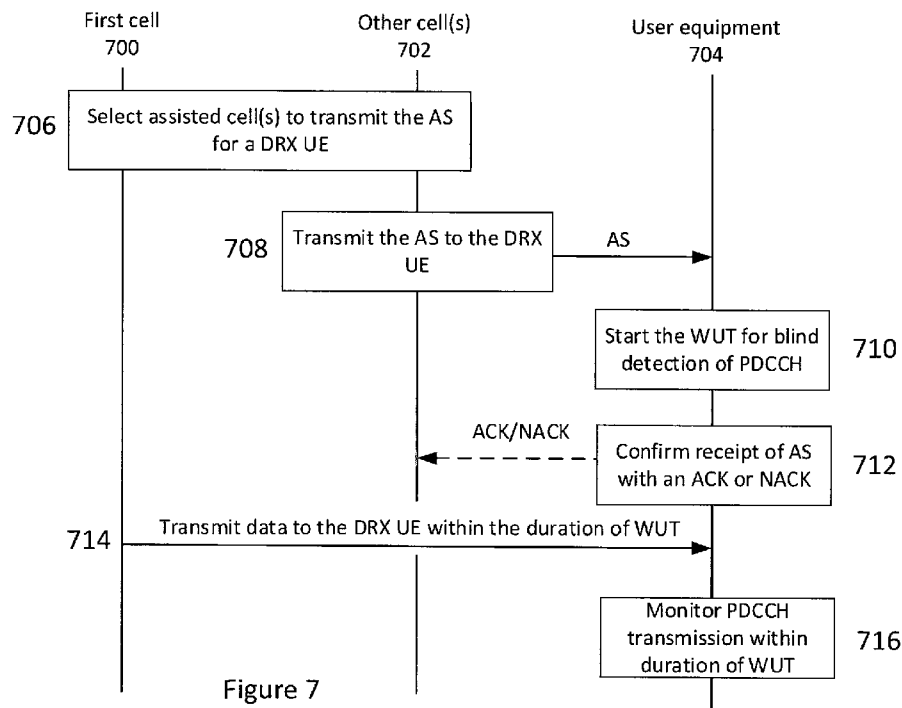 First cell
700
Other cell(s)
702
User equipment
704
706
Select assisted cell(s) to transmit the AS
for a DRX UE
708
Transmit the AS to the DRX
UE
AS
Start the WUT for blind
detection of PDCCH
710
ACK/NACK
Confirm receipt of AS
with an ACK or NACK
712
714
Transmit data to the DRX UE within the duration of WUT
Monitor PDCCH
transmission within
duration of WUT
716
Figure 7